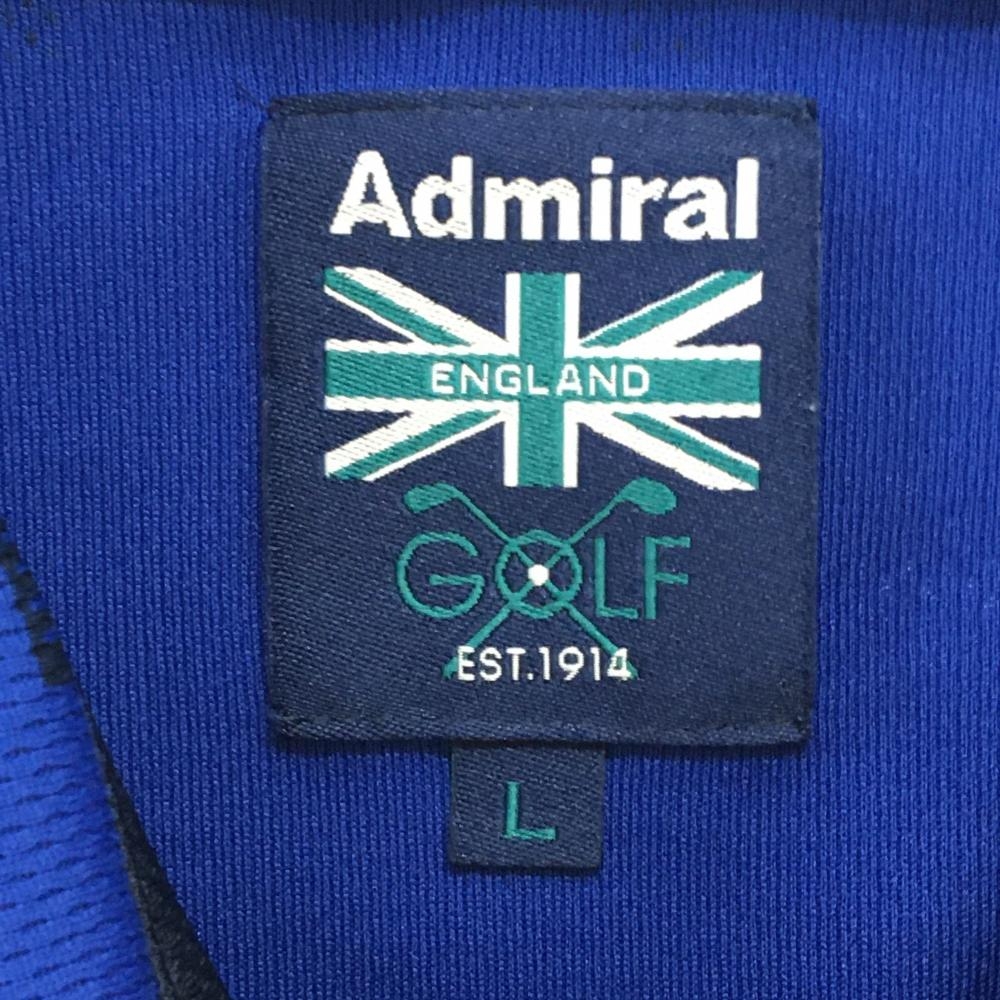 Admiral
ENGLAND
GOLF
EST.1914
L